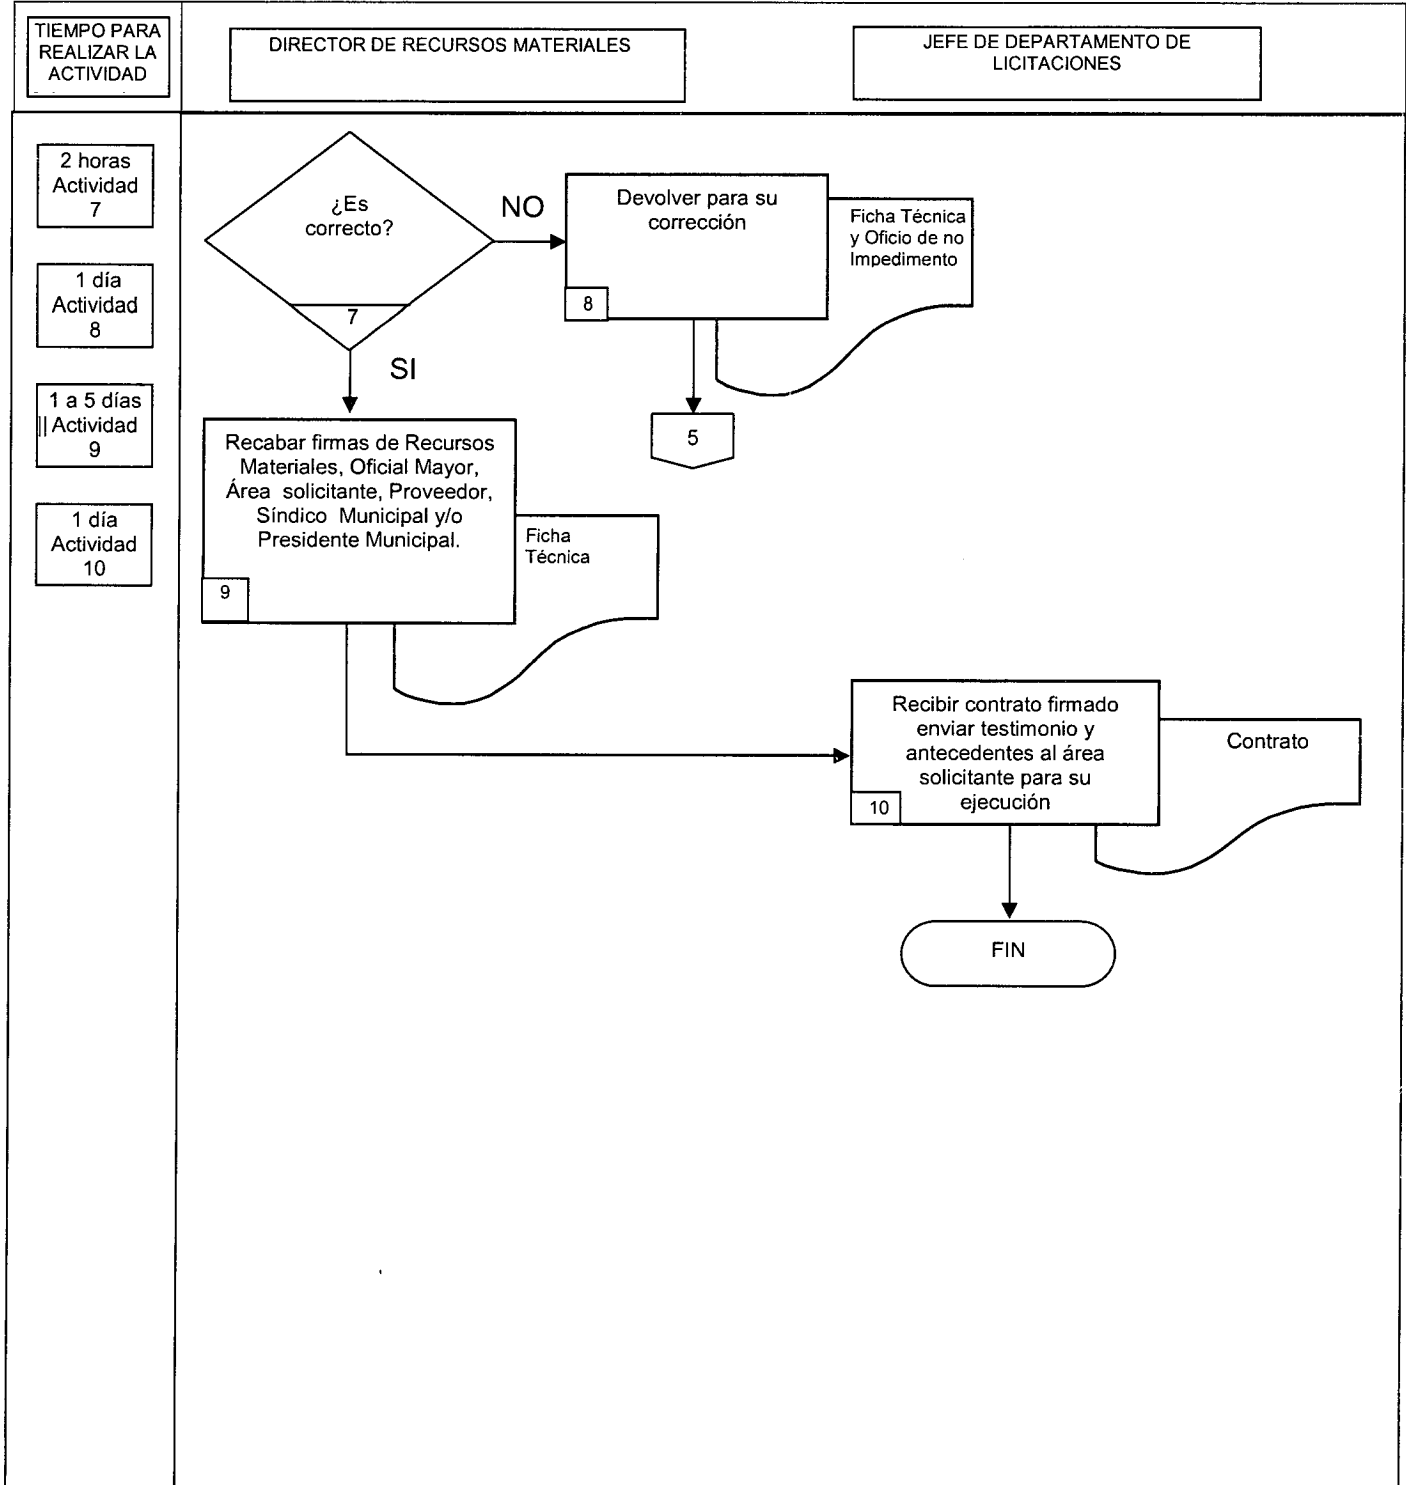 TIEMPO PARA
REALIZAR LA
ACTIVIDAD
DIRECTOR DE RECURSOS MATERIALES
JEFE DE DEPARTAMENTO DE
LICITACIONES
2 horas
Actividad
7
1 día
Actividad
8
1 a 5 días
|| Actividad
9
1 día
Actividad
10
¿Es
correcto?
7
NO
SI
Devolver para su
corrección
8
Ficha Técnica
y Oficio de no
Impedimento
5
Recabar firmas de Recursos
Materiales, Oficial Mayor,
Área solicitante, Proveedor,
Síndico Municipal y/o
Presidente Municipal.
9
Ficha
Técnica
Recibir contrato firmado
enviar testimonio y
antecedentes al área
solicitante para su
ejecución
10
Contrato
FIN